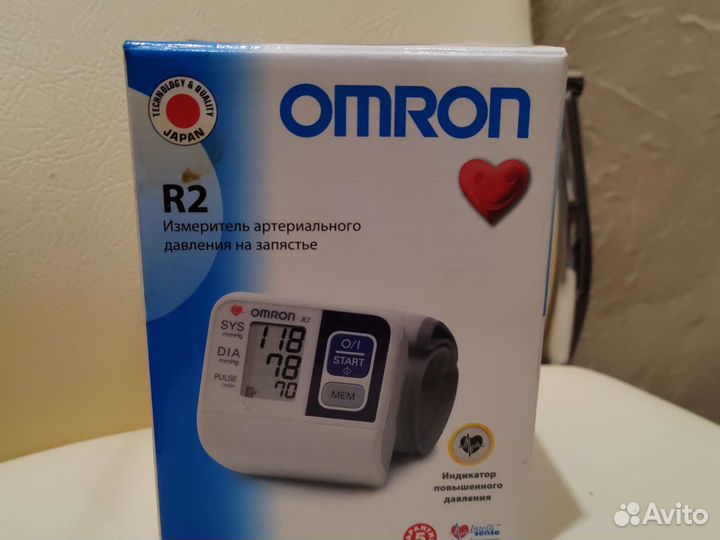 TECHNOLOGY & QUALITY
JAPAN
OMRON
R2
Измеритель артериального
давления на запястье
OMRON R2
SYS
mmHg
118
DIA
mmHg
78
PULSE
/min
70
O/I
START
MEM
Индикатор
повышенного
давления
5
Intelli
sense
Avito